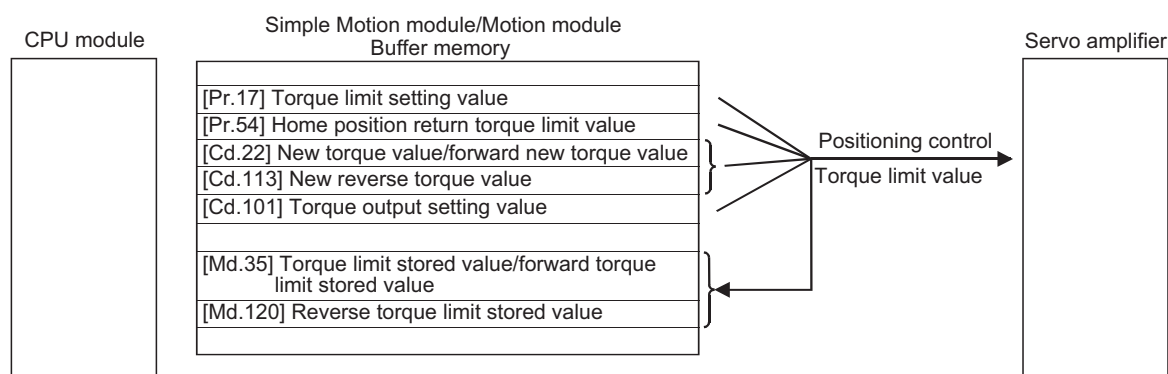 CPU module
Simple Motion module/Motion module
Buffer memory
Servo amplifier
[Pr.17] Torque limit setting value
[Pr.54] Home position return torque limit value
[Cd.22] New torque value/forward new torque value
[Cd.113] New reverse torque value
[Cd.101] Torque output setting value
Positioning control
Torque limit value
[Md.35] Torque limit stored value/forward torque
limit stored value
[Md.120] Reverse torque limit stored value